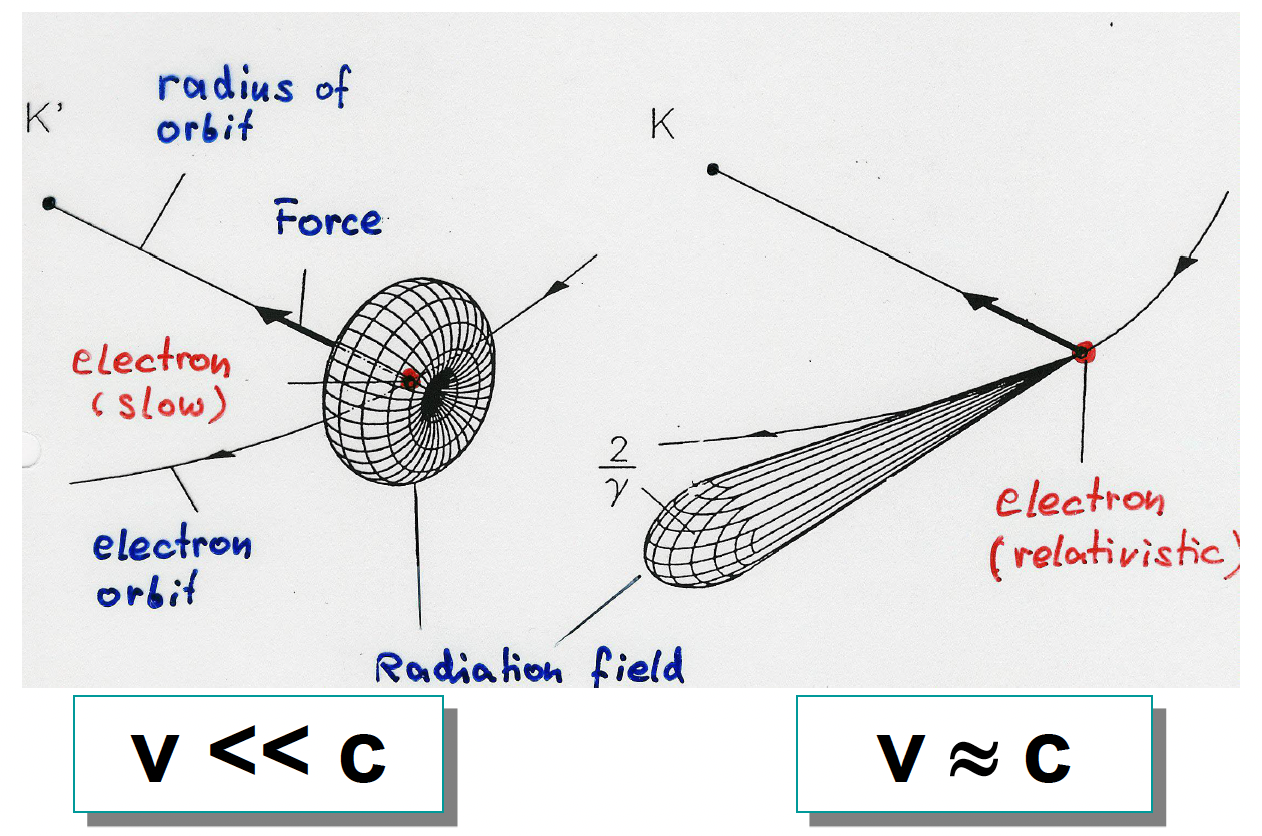 K'
radius of
orbit
Force
electron
(slow)
electron
orbit
K
2
γ
electron
(relativistic)
Radiation field
v << c
v ≈ c